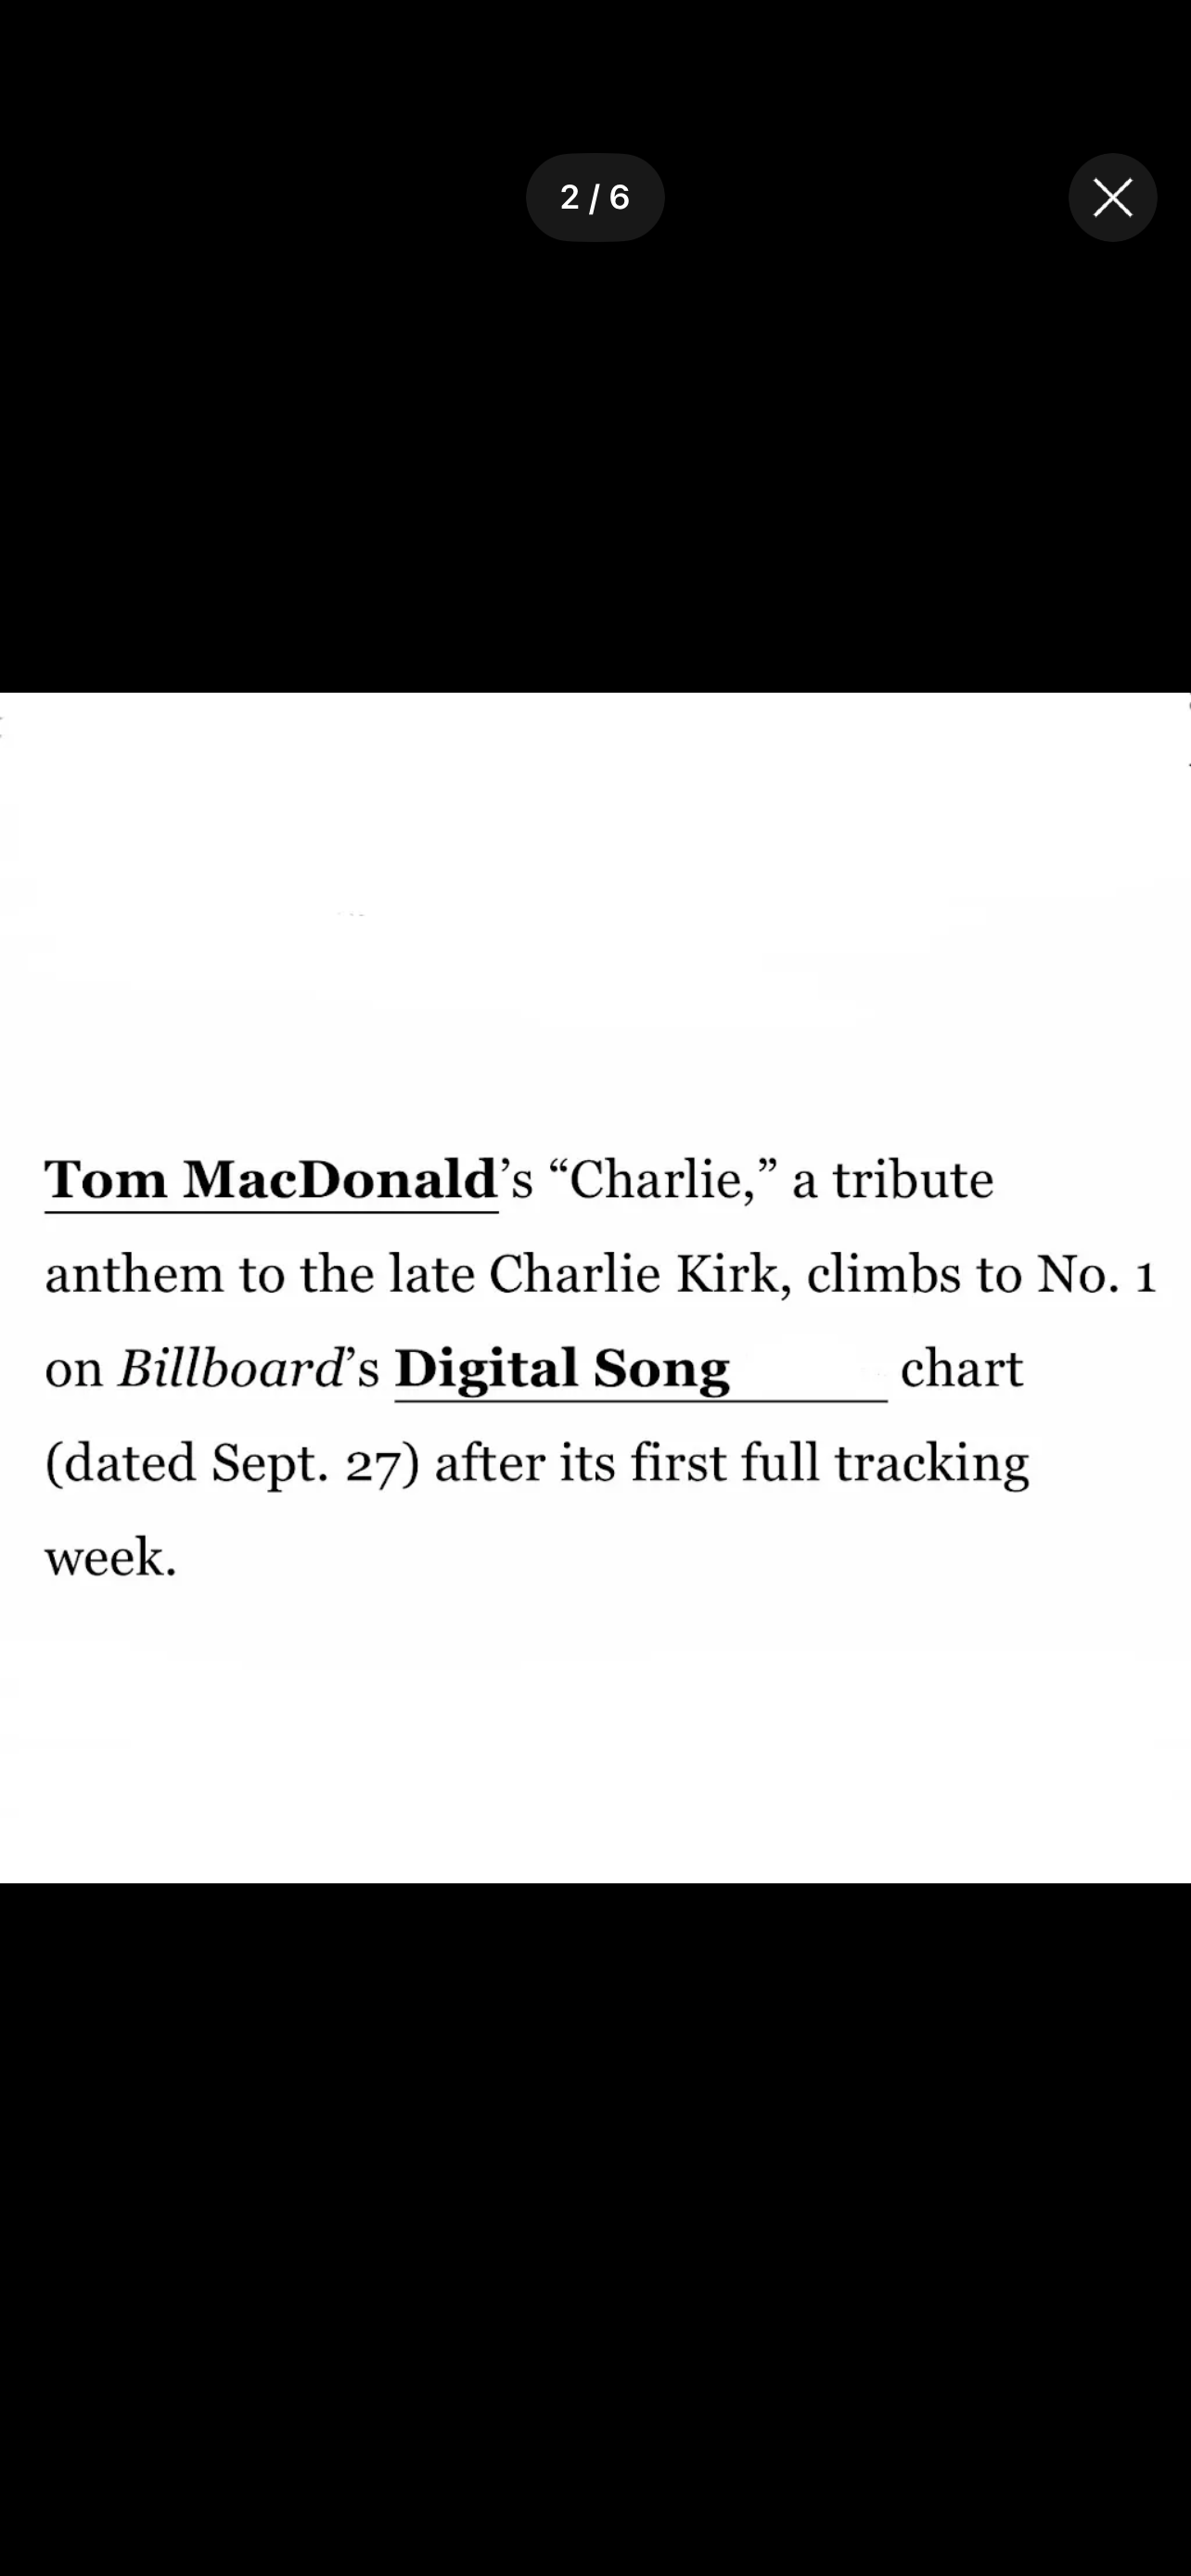 2 / 6
Tom MacDonald’s “Charlie,” a tribute
anthem to the late Charlie Kirk, climbs to No. 1
on Billboard’s Digital Song chart
(dated Sept. 27) after its first full tracking
week.